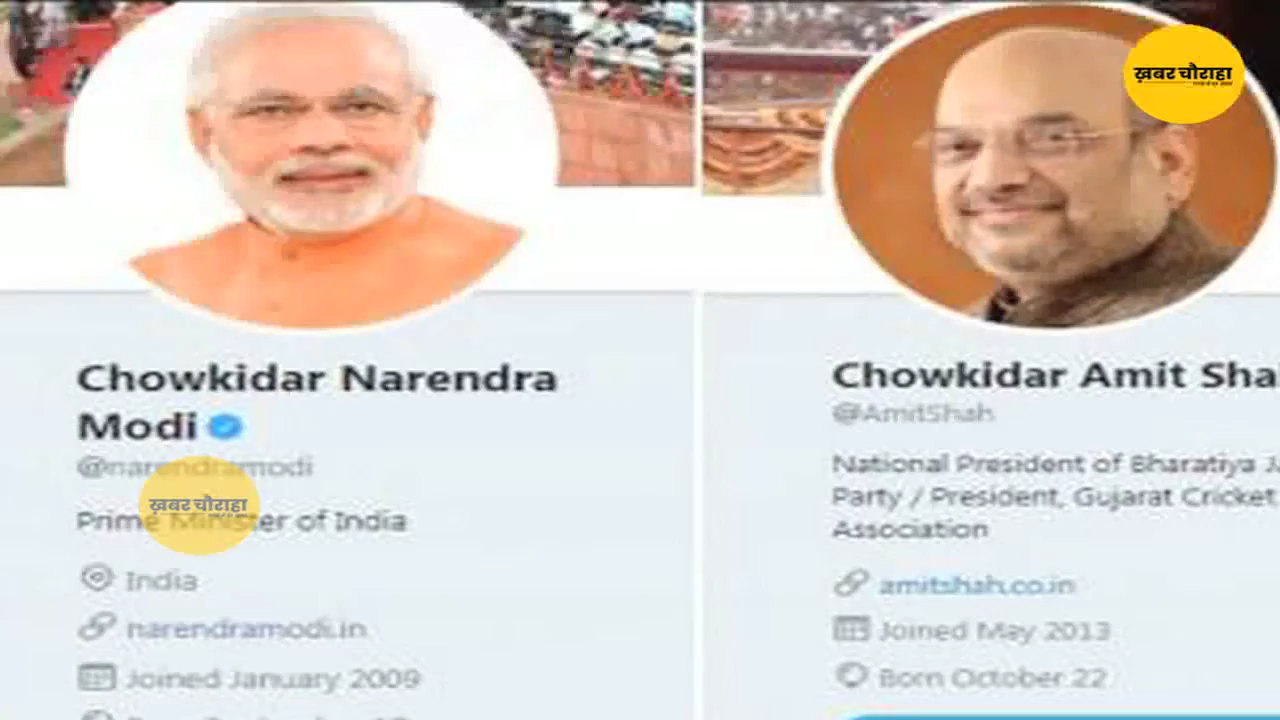 ख़बर चौराहा
Chowkidar Narendra
Modi
@narendramodi
ख़बर चौराहा
Prime Minister of India
India
narendramodi.in
Joined January 2009
Chowkidar Amit Sha
@AmitShah
National President of Bharatiya J
Party / President, Gujarat Cricket
Association
amitshah.co.in
Joined May 2013
Born October 22